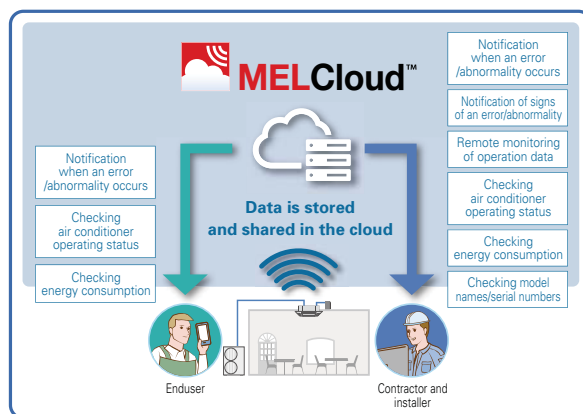 MELCloud™
Notification
when an error
/abnormality occurs
Checking
air conditioner
operating status
Checking
energy consumption
Data is stored
and shared in the cloud
Notification
when an error
/abnormality occurs
Notification of signs
of an error/abnormality
Remote monitoring
of operation data
Checking
air conditioner
operating status
Checking
energy consumption
Checking model
names/serial numbers
Enduser
Contractor and
installer